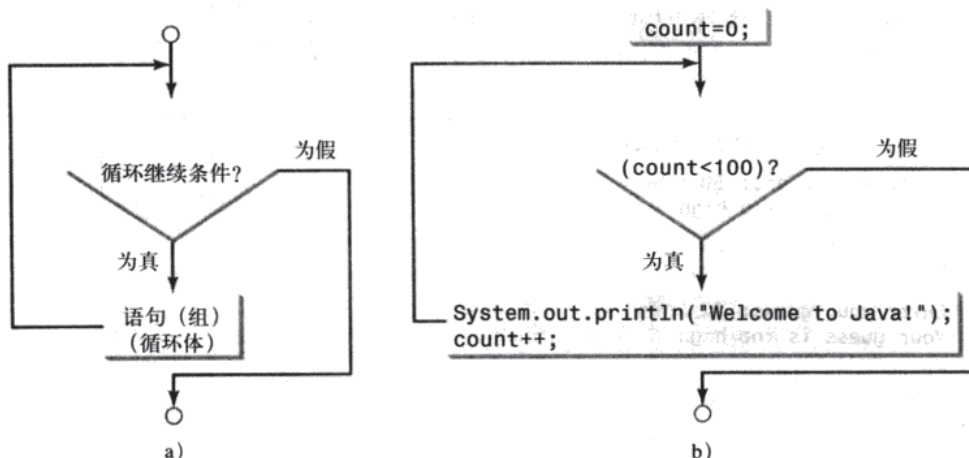 循环继续条件？
为假
为真
语句（组）
（循环体）
a）
count=0;
(count<100)?
为假
为真
System.out.println("Welcome to Java!");
count++;
b）